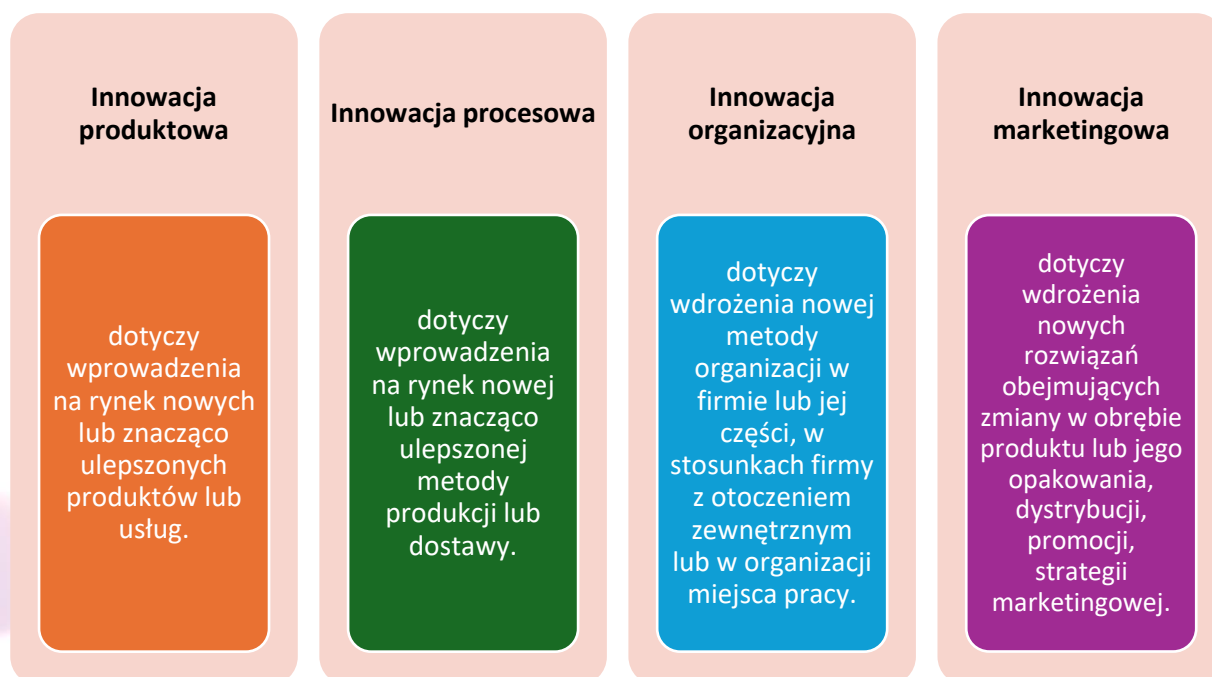 Innowacja
produktowa
dotyczy
wprowadzenia
na rynek nowych
lub znacząco
ulepszonych
produktów lub
usług.
Innowacja procesowa
dotyczy
wprowadzenia
na rynek nowej
lub znacząco
ulepszonej
metody
produkcji lub
dostawy.
Innowacja
organizacyjna
dotyczy
wdrożenia nowej
metody
organizacji w
firmie lub jej
części, w
stosunkach firmy
z otoczeniem
zewnętrznym
lub w organizacji
miejsca pracy.
Innowacja
marketingowa
dotyczy
wdrożenia
nowych
rozwiązań
obejmujących
zmiany w obrębie
produktu lub jego
opakowania,
dystrybucji,
promocji,
strategii
marketingowej.